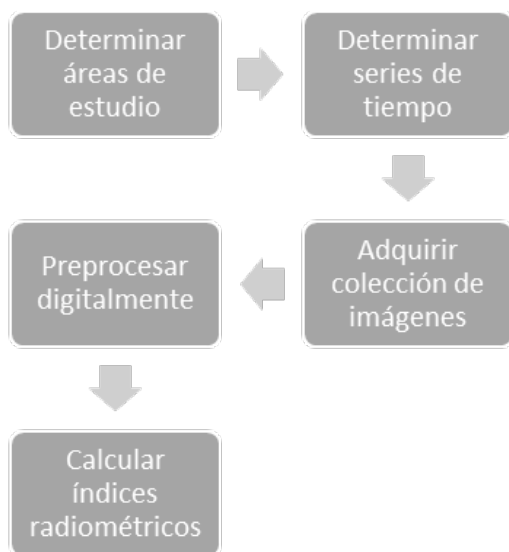 Determinar
áreas de
estudio
Determinar
series de
tiempo
Adquirir
colección de
imágenes
Preprocesar
digitalmente
Calcular
índices
radiométricos